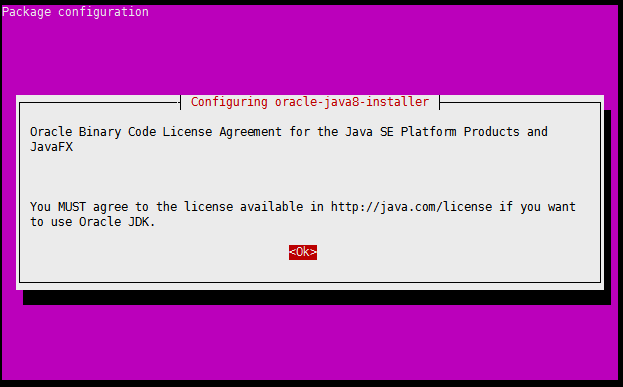 Package configuration
Configuring oracle-java8-installer
Oracle Binary Code License Agreement for the Java SE Platform Products and
JavaFX
You MUST agree to the license available in http://java.com/license if you want
to use Oracle JDK.
<Ok>